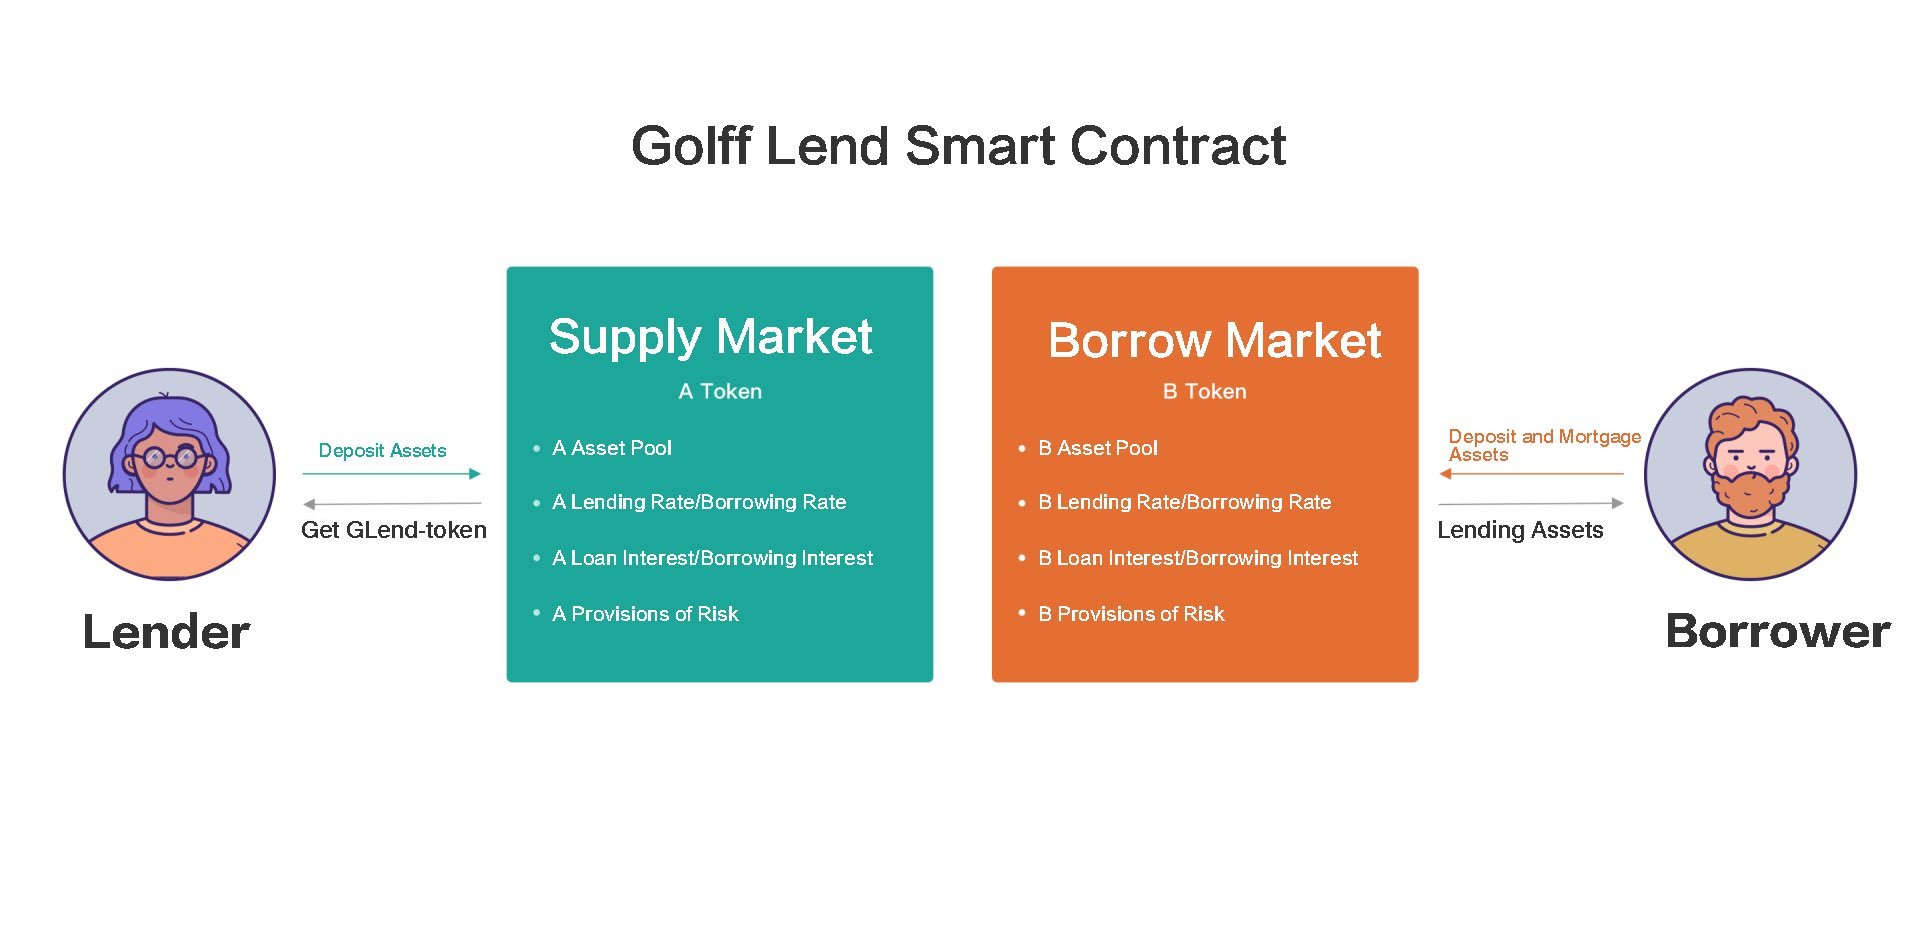 Golff Lend Smart Contract
Supply Market
A Token
A Asset Pool
A Lending Rate/Borrowing Rate
A Loan Interest/Borrowing Interest
A Provisions of Risk
Borrow Market
B Token
B Asset Pool
B Lending Rate/Borrowing Rate
B Loan Interest/Borrowing Interest
B Provisions of Risk
Deposit Assets
Get GLend-token
Lender
Deposit and Mortgage
Assets
Lending Assets
Borrower